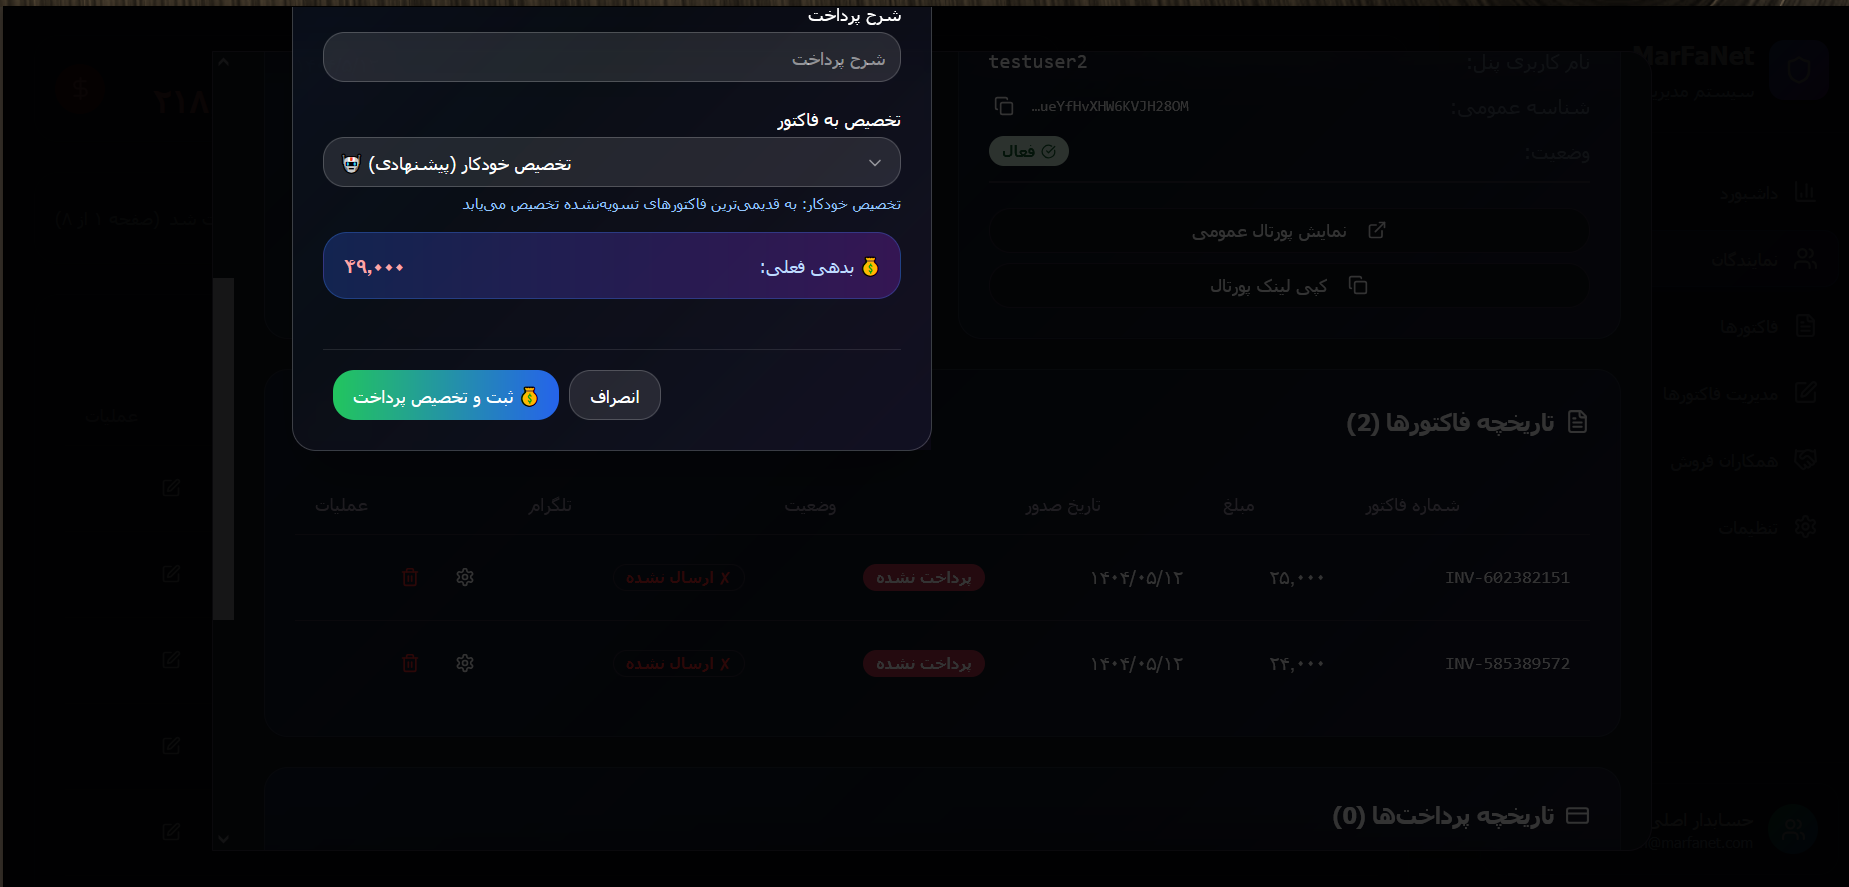 شرح پرداخت
شرح پرداخت
تخصیص به فاکتور
تخصیص خودکار (پیشنهادی)
تخصیص خودکار: به قدیمی‌ترین فاکتورهای تسویه‌نشده تخصیص می‌یابد
بدهی فعلی:
۴۹,۰۰۰
انصراف
ثبت و تخصیص پرداخت
MarFaNet
سیستم مدیریت
داشبورد
نمایندگان
فاکتورها
مدیریت فاکتورها
همکاران فروش
تنظیمات
حسابدار اصلی
نام کاربری پنل:
testuser2
شناسه عمومی:
…ueYfHvXHW6KVJH28OM
وضعیت:
فعال
نمایش پورتال عمومی
کپی لینک پورتال
تاریخچه فاکتورها (2)
شماره فاکتور مبلغ تاریخ صدور وضعیت تلگرام عملیات
INV-602382151 ۲۵,۰۰۰ ۱۴۰۴/۰۵/۱۲ پرداخت نشده ✗ ارسال نشده
INV-585389572 ۲۴,۰۰۰ ۱۴۰۴/۰۵/۱۲ پرداخت نشده ✗ ارسال نشده
تاریخچه پرداخت‌ها (0)
۲۱۸
(صفحه ۱ از ۸)
عملیات